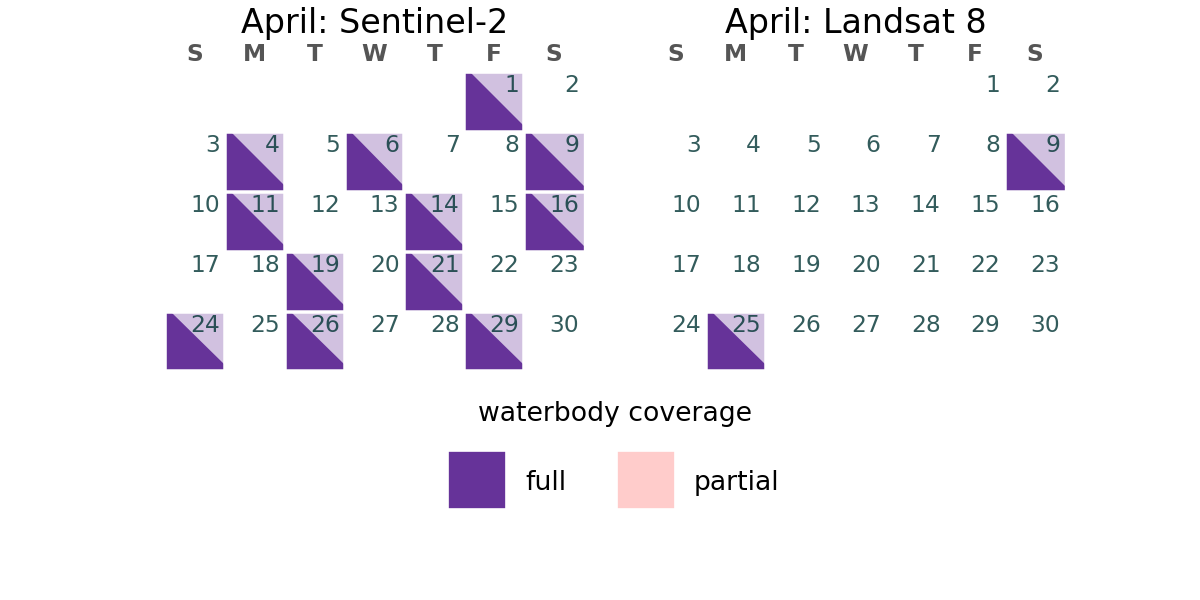 April: Sentinel-2
S M T W T F S
1 2
3 4 5 6 7 8 9
10 11 12 13 14 15 16
17 18 19 20 21 22 23
24 25 26 27 28 29 30
April: Landsat 8
S M T W T F S
1 2
3 4 5 6 7 8 9
10 11 12 13 14 15 16
17 18 19 20 21 22 23
24 25 26 27 28 29 30
waterbody coverage
full partial